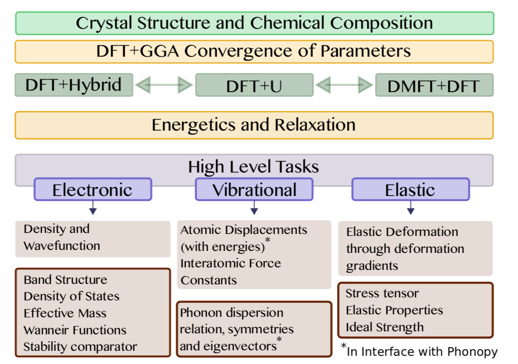 Crystal Structure and Chemical Composition
DFT+GGA Convergence of Parameters
DFT+Hybrid
DFT+U
DMFT+DFT
Energetics and Relaxation
High Level Tasks
Electronic
Vibrational
Elastic
Density and
Wavefunction
Band Structure
Density of States
Effective Mass
Wanneir Functions
Stability comparator
Atomic Displacements
(with energies)*
Interatomic Force
Constants
Phonon dispersion
relation, symmetries
and eigenvectors*
Elastic Deformation
through deformation
gradients
Stress tensor
Elastic Properties
Ideal Strength
*In Interface with Phonopy